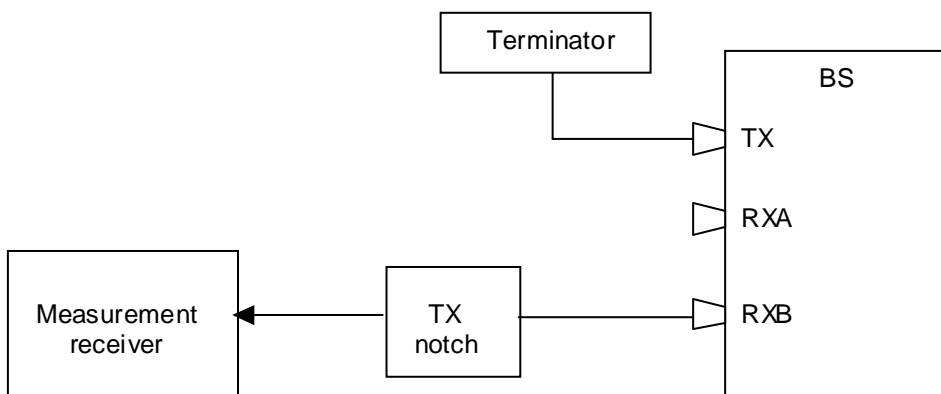 Terminator
BS
TX
RXA
Measurement
receiver
TX
notch
RXB